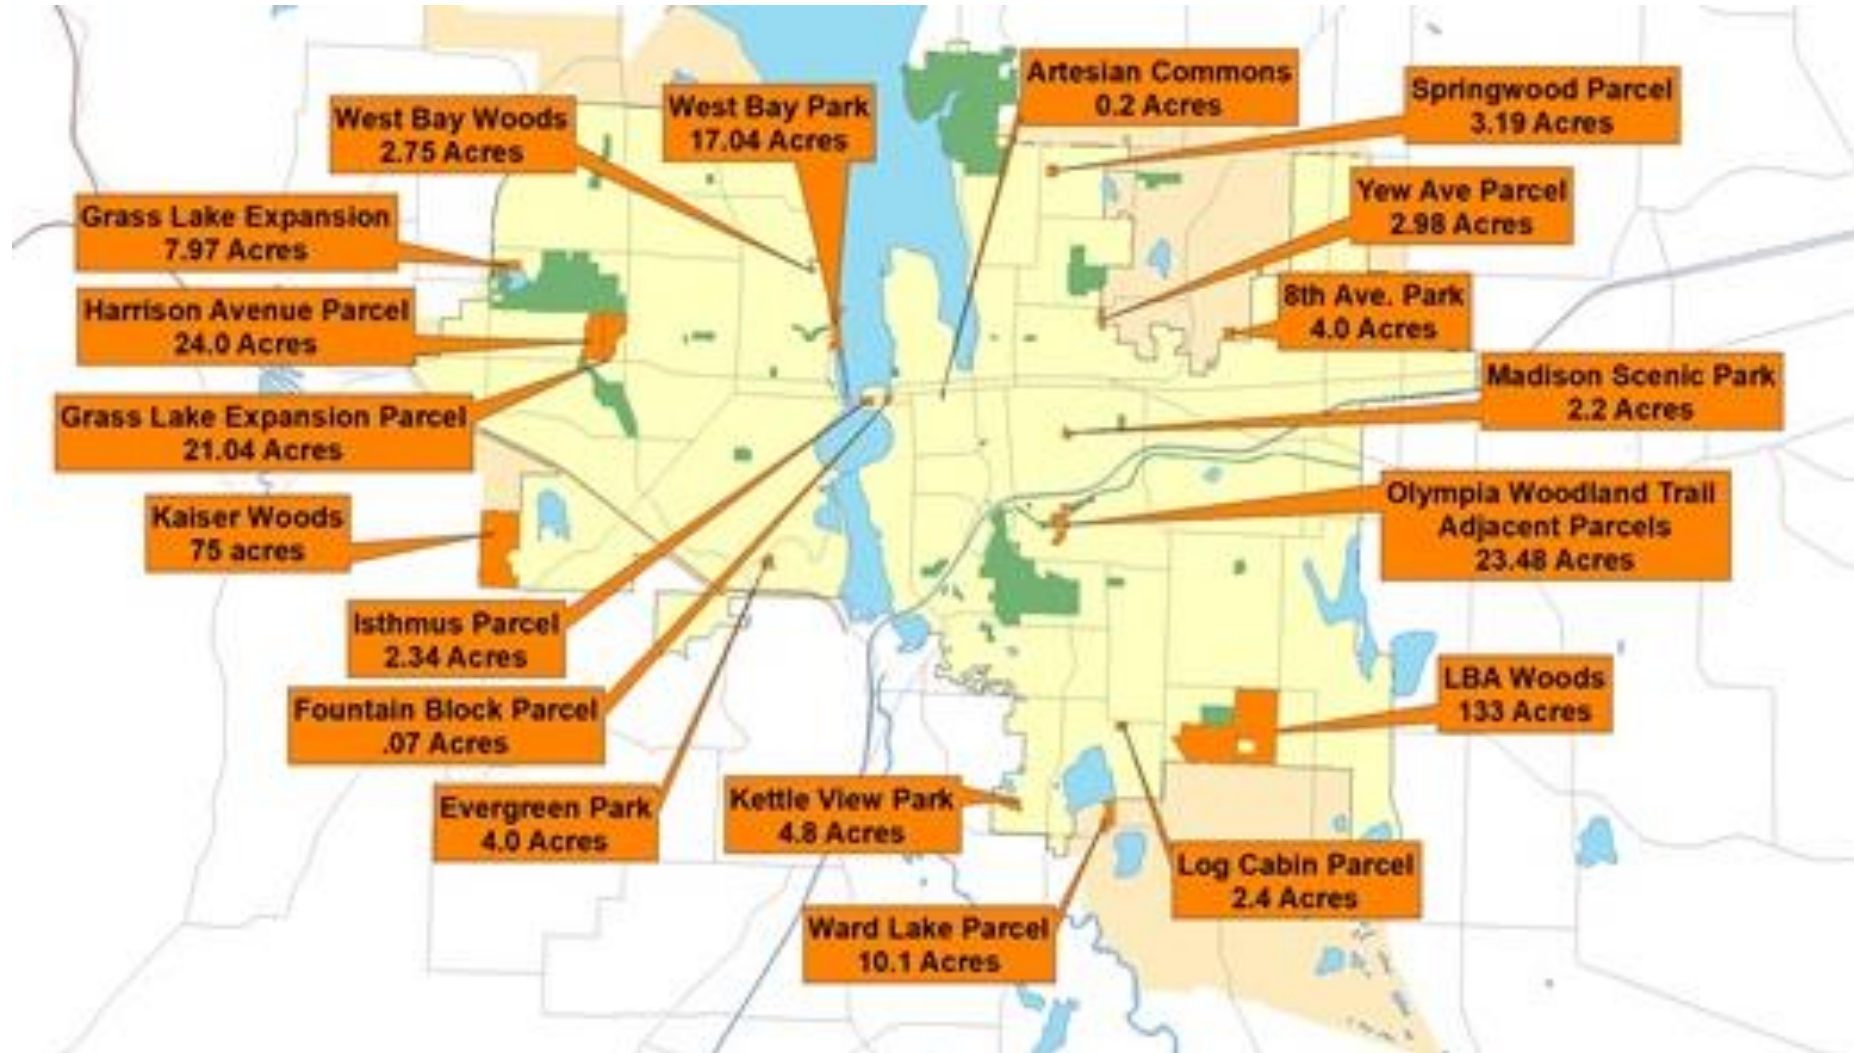 Artesian Commons
0.2 Acres
Springwood Parcel
3.19 Acres
West Bay Woods
2.75 Acres
West Bay Park
17.04 Acres
Yew Ave Parcel
2.98 Acres
Grass Lake Expansion
7.97 Acres
8th Ave. Park
4.0 Acres
Harrison Avenue Parcel
24.0 Acres
Madison Scenic Park
2.2 Acres
Grass Lake Expansion Parcel
21.04 Acres
Olympia Woodland Trail
Adjacent Parcels
23.48 Acres
Kaiser Woods
75 acres
Isthmus Parcel
2.34 Acres
LBA Woods
133 Acres
Fountain Block Parcel
.07 Acres
Evergreen Park
4.0 Acres
Kettle View Park
4.8 Acres
Log Cabin Parcel
2.4 Acres
Ward Lake Parcel
10.1 Acres